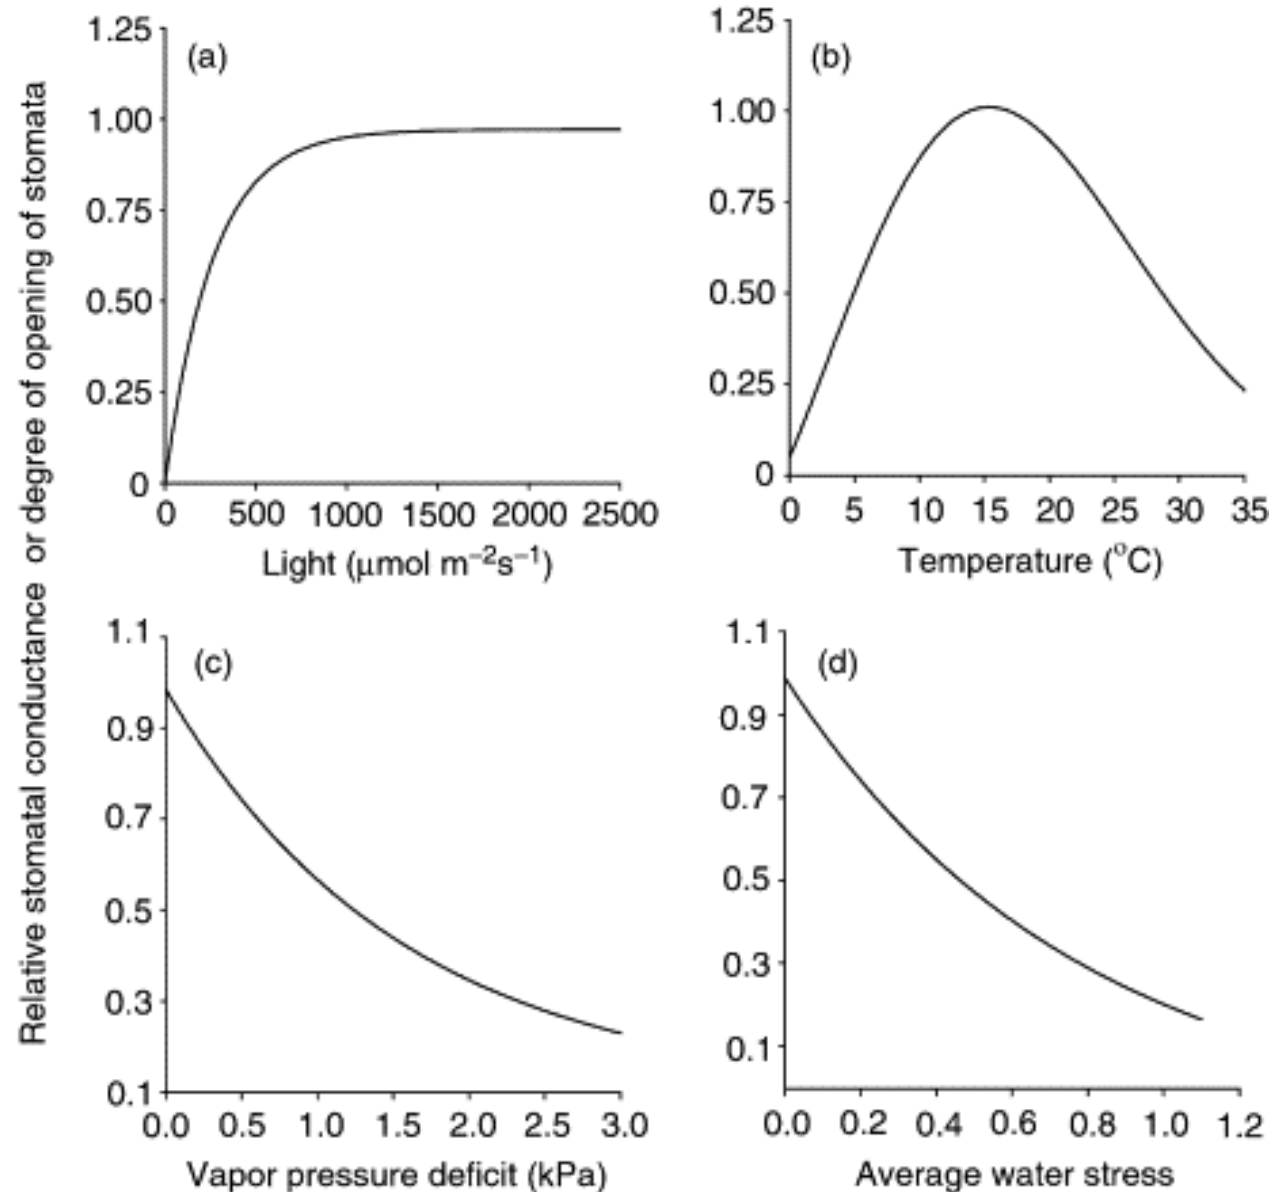 Relative stomatal conductance or degree of opening of stomata
(a)
1.25
1.00
0.75
0.50
0.25
0
0 500 1000 1500 2000 2500
Light (μmol m⁻²s⁻¹)
(b)
1.25
1.00
0.75
0.50
0.25
0
0 5 10 15 20 25 30 35
Temperature (°C)
(c)
1.1
0.9
0.7
0.5
0.3
0.1
0.0 0.5 1.0 1.5 2.0 2.5 3.0
Vapor pressure deficit (kPa)
(d)
1.1
0.9
0.7
0.5
0.3
0.1
0.0 0.2 0.4 0.6 0.8 1.0 1.2
Average water stress